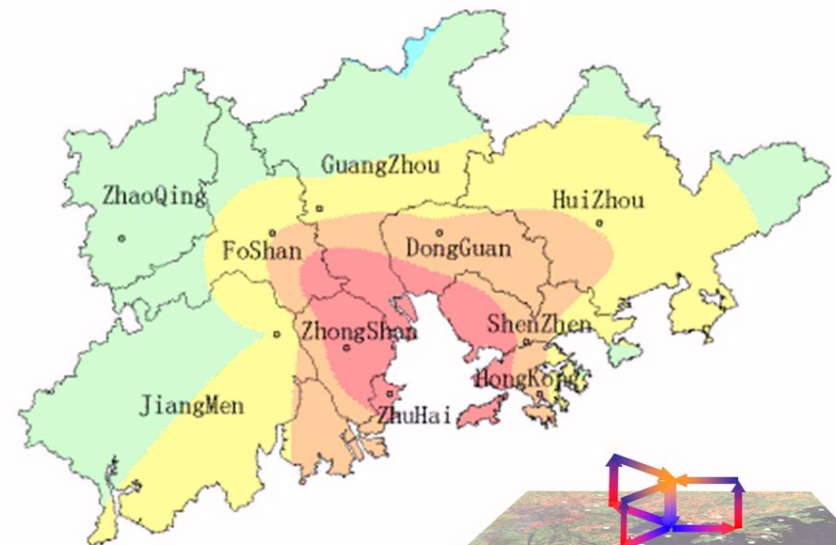 GuangZhou
ZhaoQing
HuiZhou
FoShan
DongGuan
ShenZhen
ZhongShan
HongKong
JiangMen
ZhuHai